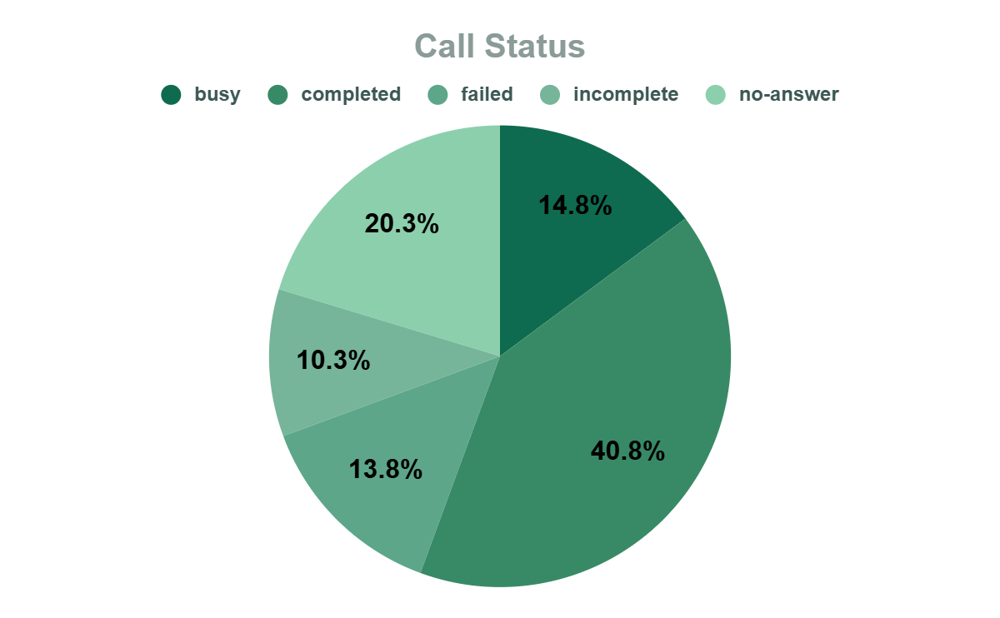 Call Status
busy completed failed incomplete no-answer
14.8%
20.3%
10.3%
40.8%
13.8%